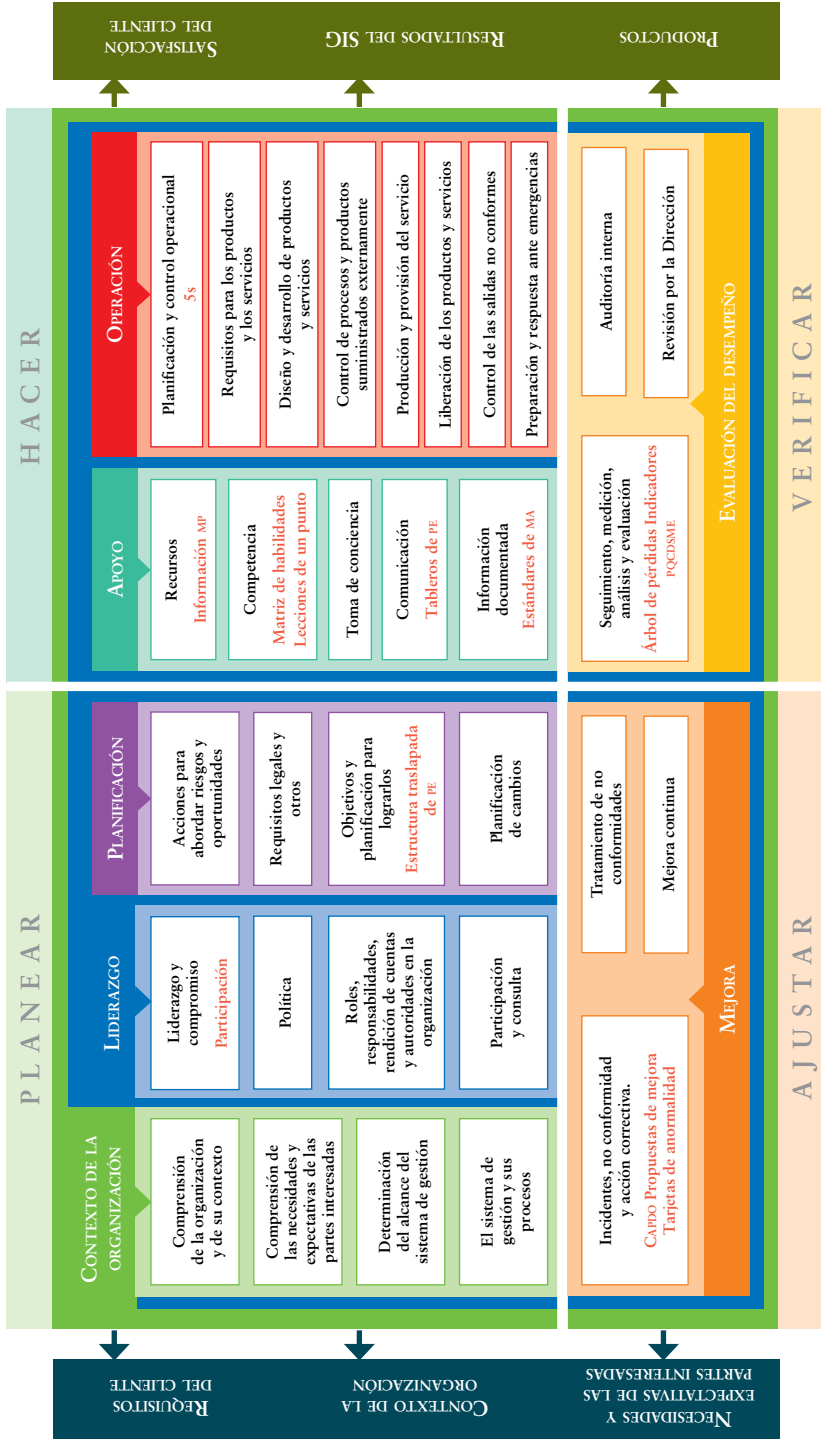 PLANEAR
HACER
REQUISITOS
DEL CLIENTE
CONTEXTO DE LA
ORGANIZACIÓN
NECESIDADES Y
EXPECTATIVAS DE LAS
PARTES INTERESADAS
CONTEXTO DE LA
ORGANIZACIÓN
Comprensión
de la organización
y de su contexto
Comprensión de
las necesidades y
expectativas de las
partes interesadas
Determinación
del alcance del
sistema de gestión
El sistema de
gestión y sus
procesos
LIDERAZGO
Liderazgo y
compromiso
Participación
Política
Roles,
responsabilidades,
rendición de cuentas
y autoridades en la
organización
Participación
y consulta
PLANIFICACIÓN
Acciones para
abordar riesgos y
oportunidades
Requisitos legales y
otros
Objetivos y
planificación para
lograrlos
Estructura traslapada
de PE
Planificación
de cambios
APOYO
Recursos
Información MP
Competencia
Matriz de habilidades
Lecciones de un punto
Toma de conciencia
Comunicación
Tableros de PE
Información
documentada
Estándares de MA
OPERACIÓN
Planificación y control operacional
5s
Requisitos para los productos
y los servicios
Diseño y desarrollo de productos
y servicios
Control de procesos y productos
suministrados externamente
Producción y provisión del servicio
Liberación de los productos y servicios
Control de las salidas no conformes
Preparación y respuesta ante emergencias
SATISFACCIÓN
DEL CLIENTE
RESULTADOS DEL SIG
PRODUCTOS
Incidentes, no conformidad
y acción correctiva.
CAPDO Propuestas de mejora
Tarjetas de anormalidad
Tratamiento de no
conformidades
Mejora continua
MEJORA
Seguimiento, medición,
análisis y evaluación
Árbol de pérdidas Indicadores
PQCDSME
Auditoría interna
Revisión por la Dirección
EVALUACIÓN DEL DESEMPEÑO
AJUSTAR
VERIFICAR